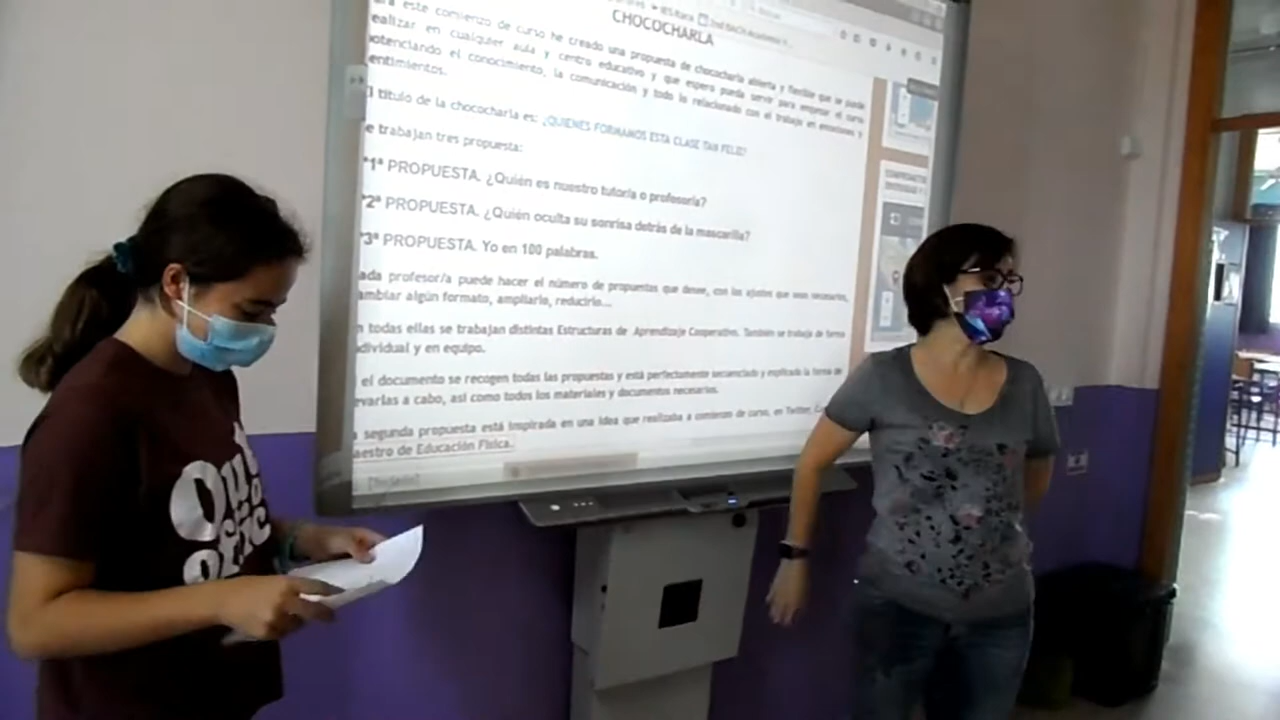 CHOCOCHARLA
este comienzo de curso he creado una propuesta de chococharla abierta y flexible que se pueda
ealizar en cualquier aula y centro educativo y que espero pueda servir para empezar el curso
otenciando el conocimiento, la comunicación y todo lo relacionado con el trabajo en emociones y
entimientos.
l título de la chococharla es: ¿QUIENES FORMAMOS ESTA CLASE TAN FELIZ?
e trabajan tres propuesta:
*1ª PROPUESTA. ¿Quién es nuestro tutor/a o profesor/a?
*2ª PROPUESTA. ¿Quién oculta su sonrisa detrás de la mascarilla?
*3ª PROPUESTA. Yo en 100 palabras.
ada profesor/a puede hacer el número de propuestas que desee, con los ajustes que sean necesarios,
ambiar algún formato, ampliarlo, reducirlo...
n todas ellas se trabajan distintas Estructuras de Aprendizaje Cooperativo. También se trabaja de forma
dividual y en equipo.
el documento se recogen todas las propuestas y está perfectamente secuenciado y explicado la forma de
evarlas a cabo, así como todos los materiales y documentos necesarios.
a segunda propuesta está inspirada en una idea que realizaba a comienzo de curso, en Twitter,
aestro de Educación Física.